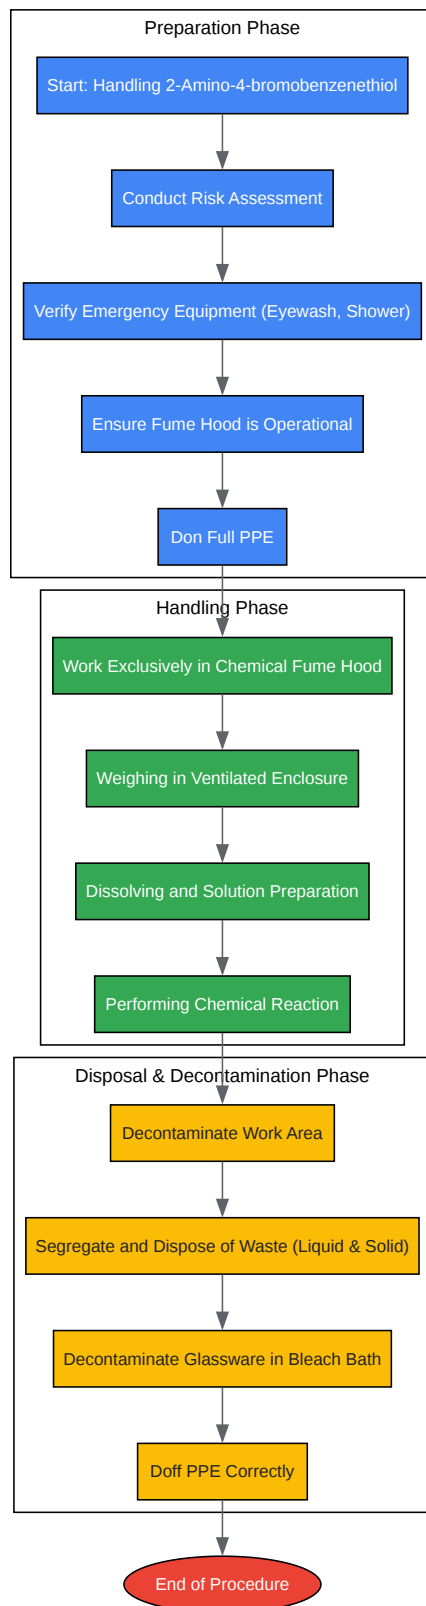 Preparation Phase
Start: Handling 2-Amino-4-bromobenzenethiol
Conduct Risk Assessment
Verify Emergency Equipment (Eyewash, Shower)
Ensure Fume Hood is Operational
Don Full PPE
Handling Phase
Work Exclusively in Chemical Fume Hood
Weighing in Ventilated Enclosure
Dissolving and Solution Preparation
Performing Chemical Reaction
Disposal & Decontamination Phase
Decontaminate Work Area
Segregate and Dispose of Waste (Liquid & Solid)
Decontaminate Glassware in Bleach Bath
Doff PPE Correctly
End of Procedure